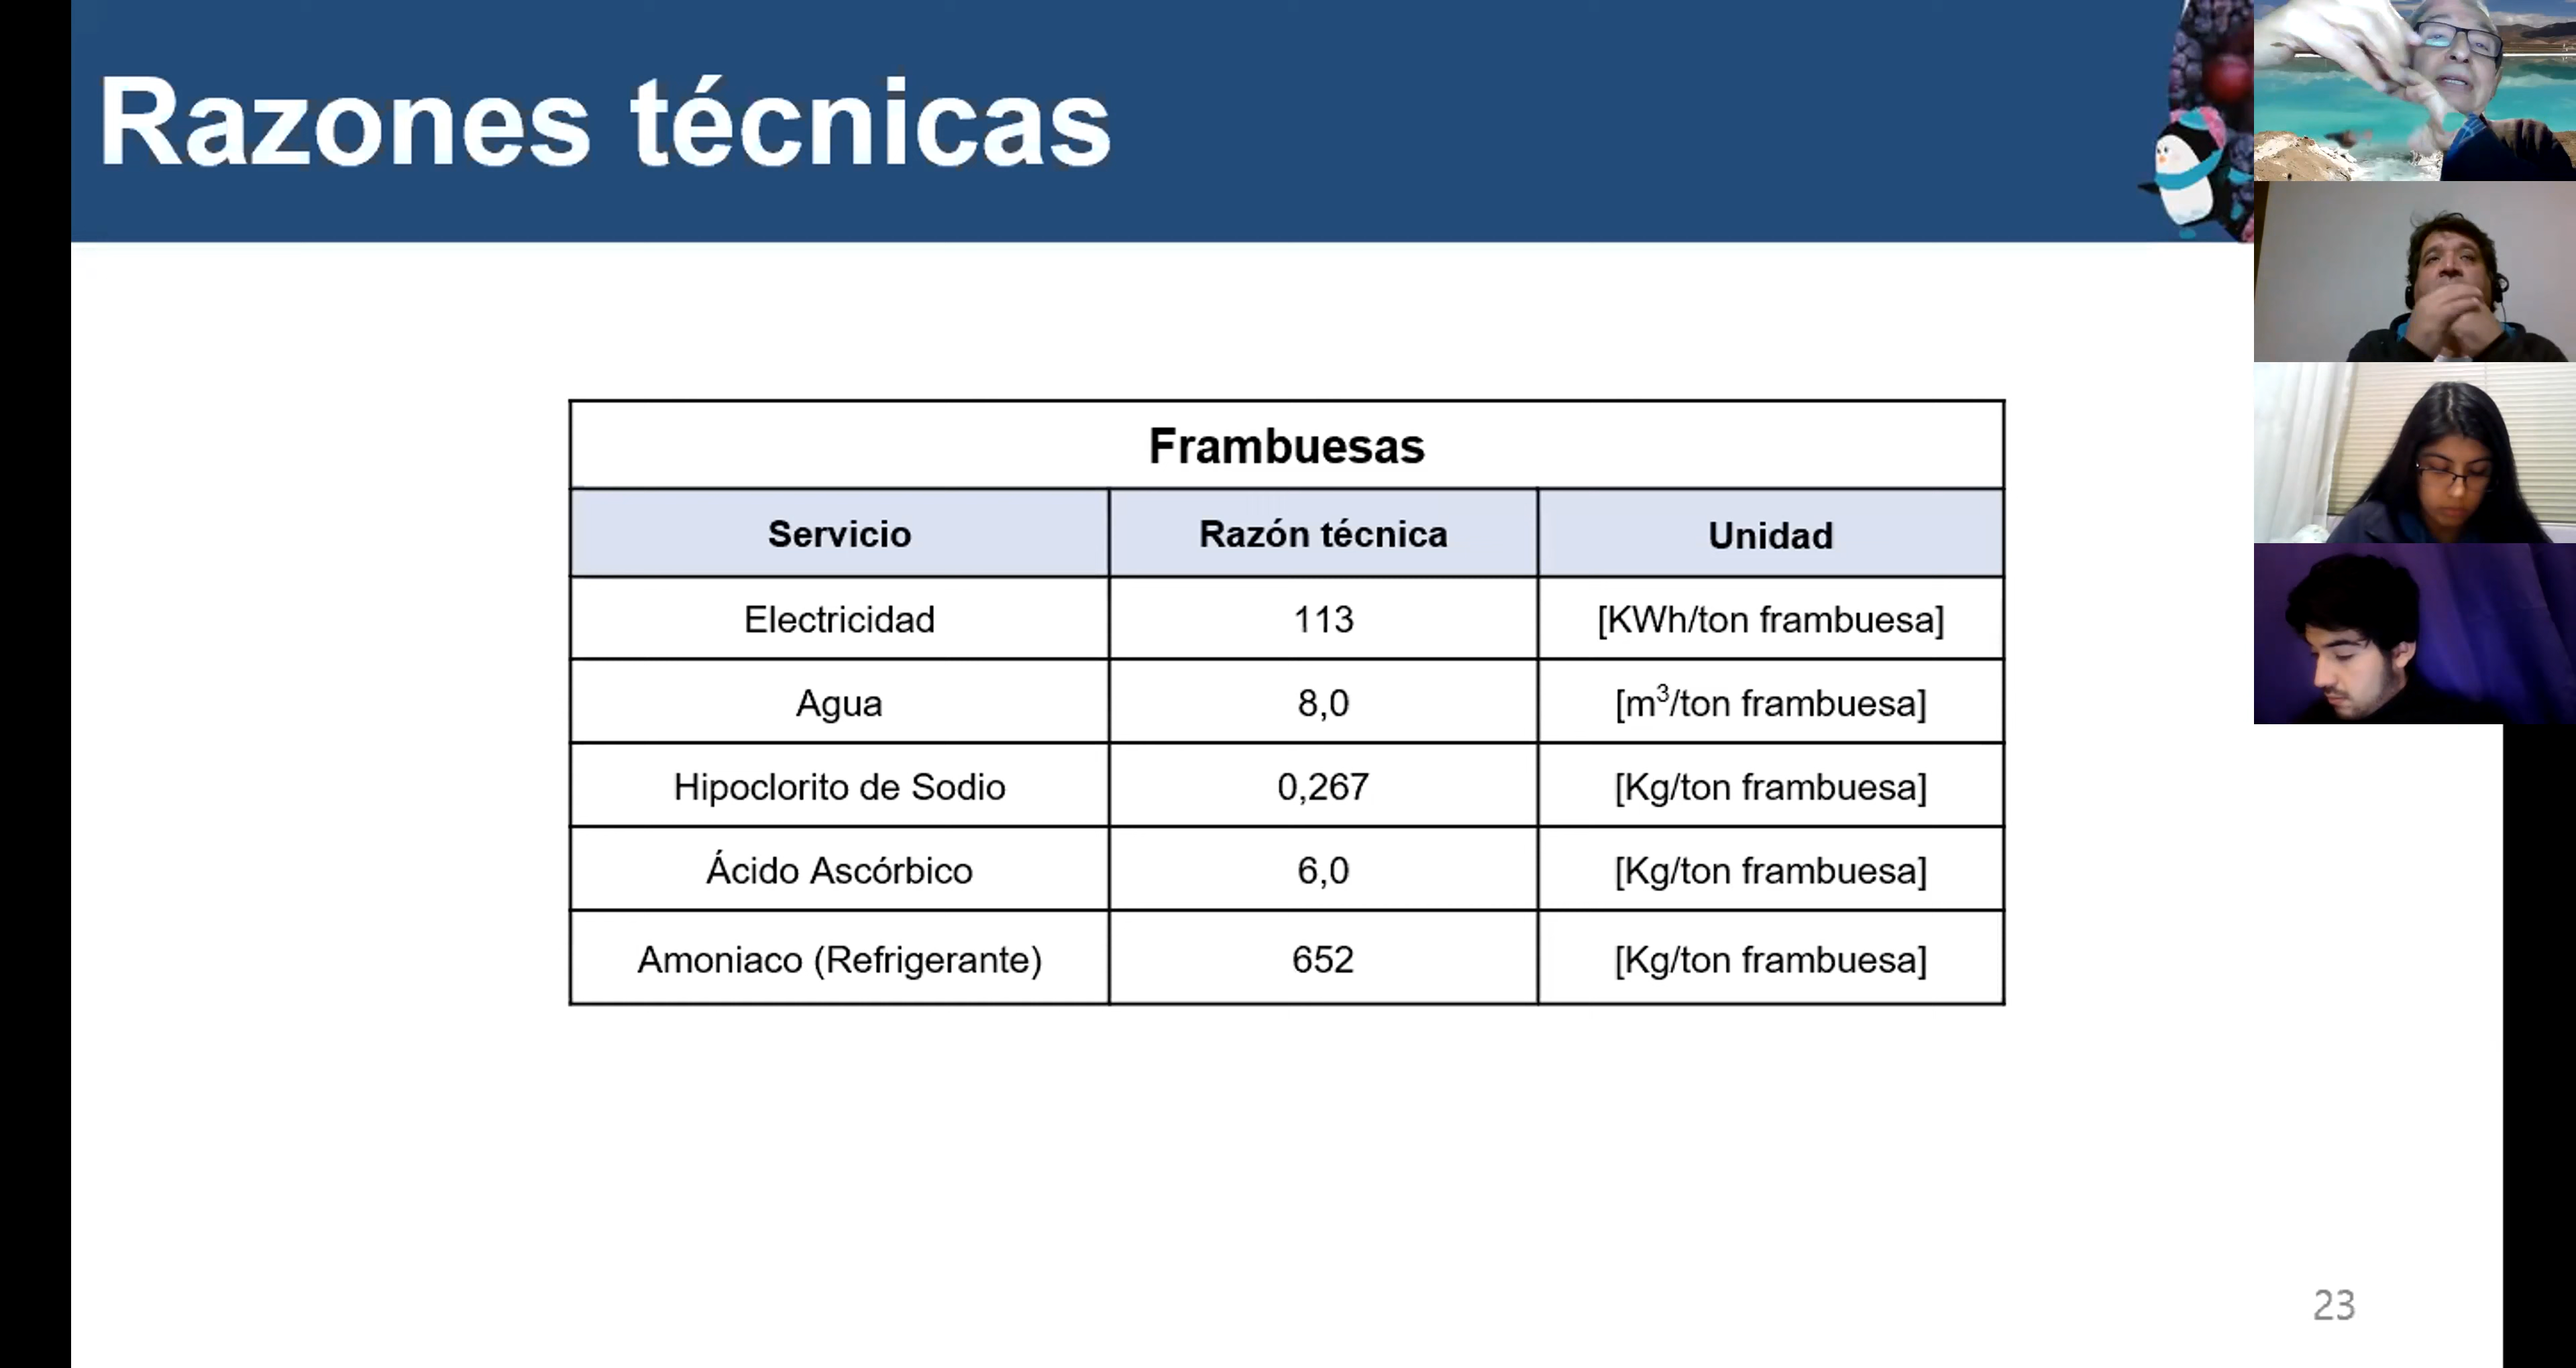 Razones técnicas
Frambuesas
Servicio Razón técnica Unidad
Electricidad 113 [KWh/ton frambuesa]
Agua 8,0 [m³/ton frambuesa]
Hipoclorito de Sodio 0,267 [Kg/ton frambuesa]
Ácido Ascórbico 6,0 [Kg/ton frambuesa]
Amoniaco (Refrigerante) 652 [Kg/ton frambuesa]
23